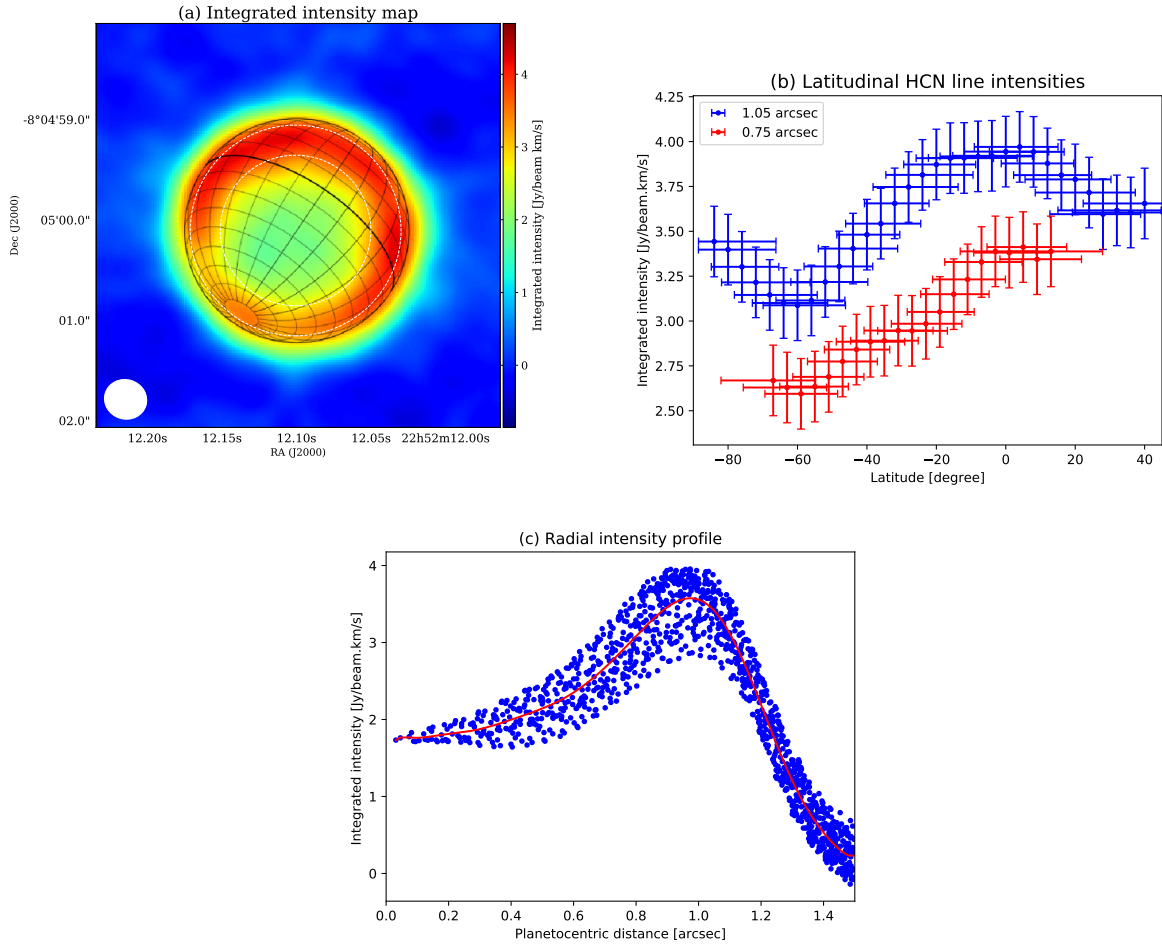 (a) Integrated intensity map
-8°04'59.0"
05'00.0"
01.0"
02.0"
Dec (J2000)
12.20s 12.15s 12.10s 12.05s 22h52m12.00s
RA (J2000)
4
3
2
1
0
Integrated intensity [Jy/beam km/s]
(b) Latitudinal HCN line intensities
1.05 arcsec
0.75 arcsec
4.25
4.00
3.75
3.50
3.25
3.00
2.75
2.50
Integrated intensity [Jy/beam.km/s]
−80 −60 −40 −20 0 20 40
Latitude [degree]
(c) Radial intensity profile
4
3
2
1
0
Integrated intensity [Jy/beam.km/s]
0.0 0.2 0.4 0.6 0.8 1.0 1.2 1.4
Planetocentric distance [arcsec]